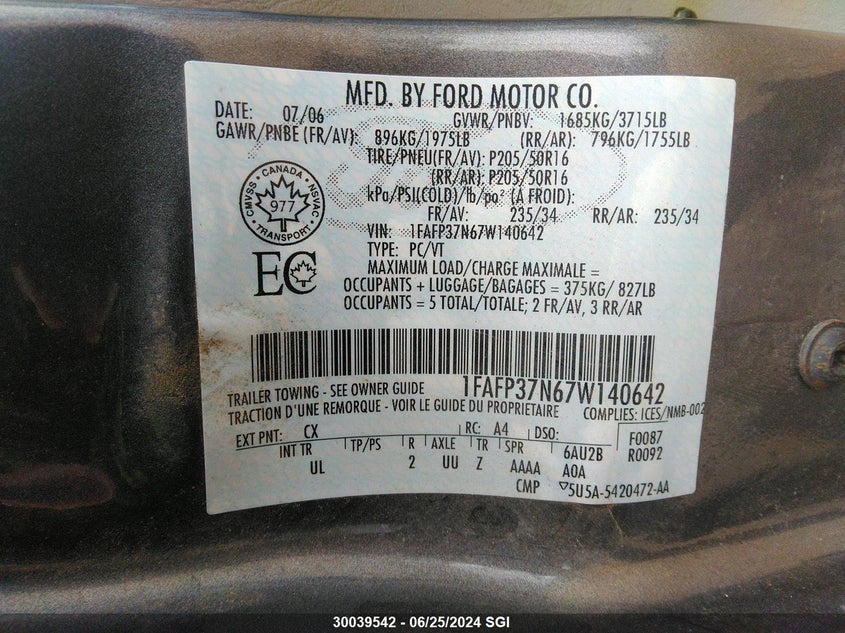 MFD. BY FORD MOTOR CO.
DATE: 07/06 GVWR/PNBV: 1685KG/3715LB
GAWR/PNBE (FR/AV): 896KG/1975LB (RR/AR): 796KG/1755LB
TIRE/PNEU(FR/AV): P205/50R16
(RR/AR): P205/50R16
kPa/PSI(COLD)/lb/po² (A FROID):
FR/AV: 235/34 RR/AR: 235/34
CMVSS • CANADA • NSVAC
977
TRANSPORT
VIN: 1FAFP37N67W140642
TYPE: PC/VT
EC
MAXIMUM LOAD/CHARGE MAXIMALE =
OCCUPANTS + LUGGAGE/BAGAGES = 375KG/ 827LB
OCCUPANTS = 5 TOTAL/TOTALE; 2 FR/AV, 3 RR/AR
TRAILER TOWING - SEE OWNER GUIDE 1FAFP37N67W140642
TRACTION D'UNE REMORQUE - VOIR LE GUIDE DU PROPRIETAIRE COMPLIES: ICES/NMB-002
EXT PNT: CX RC: A4 DSO: F0087
INT TR TP/PS R AXLE TR SPR 6AU2B R0092
UL 2 UU Z AAAA A0A
CMP ▽5U5A-5420472-AA
30039542 - 06/25/2024 SGI